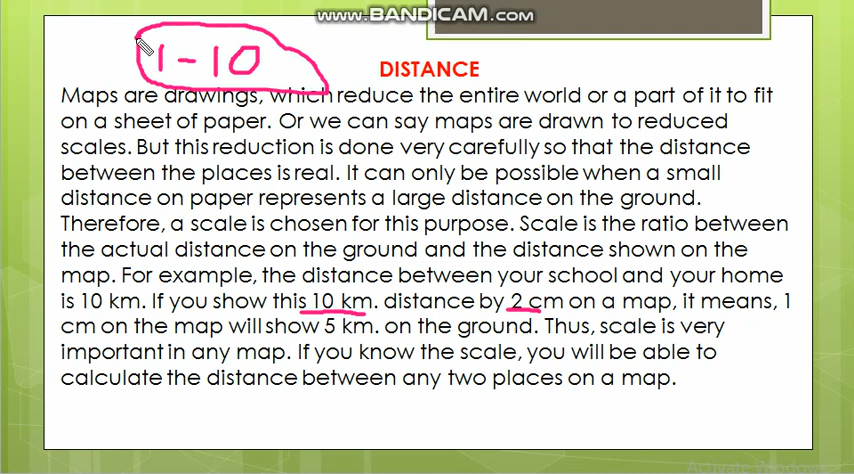 www.BANDICAM.com
1-10
DISTANCE
Maps are drawings, which reduce the entire world or a part of it to fit
on a sheet of paper. Or we can say maps are drawn to reduced
scales. But this reduction is done very carefully so that the distance
between the places is real. It can only be possible when a small
distance on paper represents a large distance on the ground.
Therefore, a scale is chosen for this purpose. Scale is the ratio between
the actual distance on the ground and the distance shown on the
map. For example, the distance between your school and your home
is 10 km. If you show this 10 km. distance by 2 cm on a map, it means, 1
cm on the map will show 5 km. on the ground. Thus, scale is very
important in any map. If you know the scale, you will be able to
calculate the distance between any two places on a map.
Activate Windows